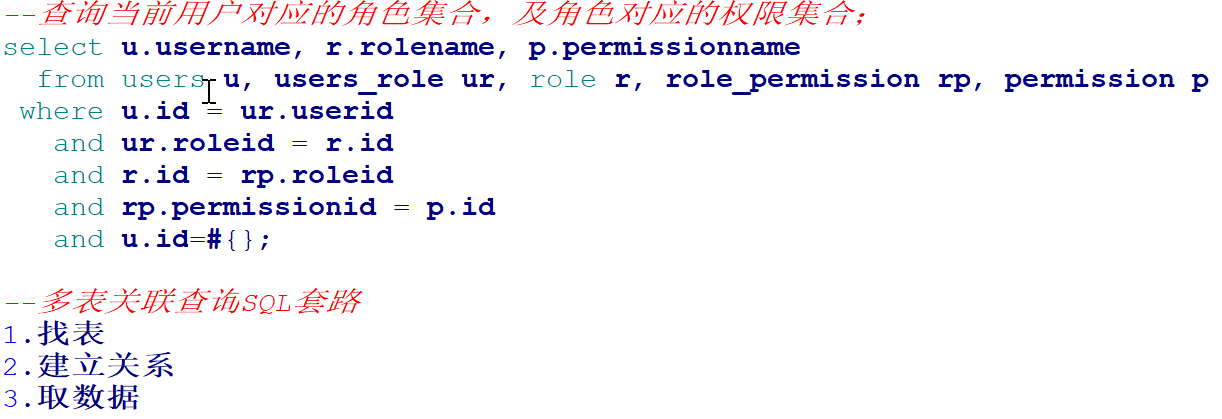 --查询当前用户对应的角色集合，及角色对应的权限集合；
select u.username, r.rolename, p.permissionname
from users u, users_role ur, role r, role_permission rp, permission p
where u.id = ur.userid
and ur.roleid = r.id
and r.id = rp.roleid
and rp.permissionid = p.id
and u.id=#{};
--多表关联查询SQL套路
1.找表
2.建立关系
3.取数据